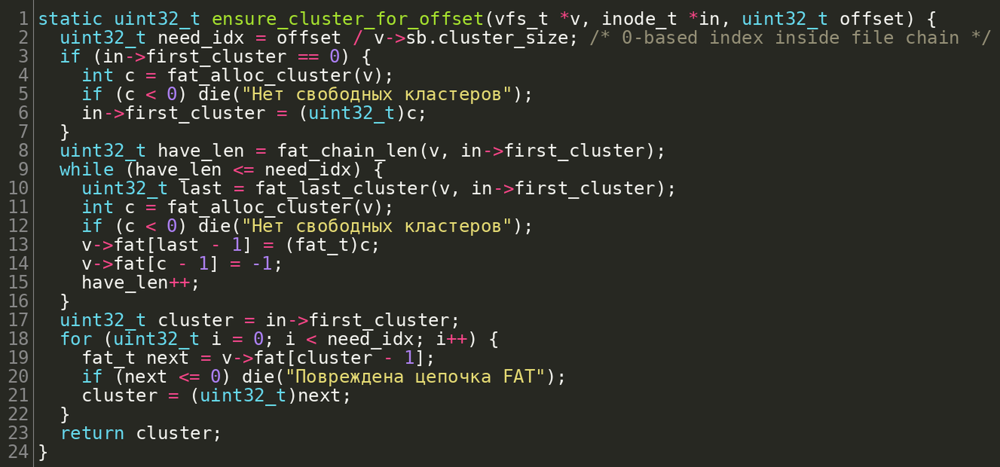 1 static uint32_t ensure_cluster_for_offset(vfs_t *v, inode_t *in, uint32_t offset) {
2   uint32_t need_idx = offset / v->sb.cluster_size; /* 0-based index inside file chain */
3   if (in->first_cluster == 0) {
4     int c = fat_alloc_cluster(v);
5     if (c < 0) die("Нет свободных кластеров");
6     in->first_cluster = (uint32_t)c;
7   }
8   uint32_t have_len = fat_chain_len(v, in->first_cluster);
9   while (have_len <= need_idx) {
10     uint32_t last = fat_last_cluster(v, in->first_cluster);
11     int c = fat_alloc_cluster(v);
12     if (c < 0) die("Нет свободных кластеров");
13     v->fat[last - 1] = (fat_t)c;
14     v->fat[c - 1] = -1;
15     have_len++;
16   }
17   uint32_t cluster = in->first_cluster;
18   for (uint32_t i = 0; i < need_idx; i++) {
19     fat_t next = v->fat[cluster - 1];
20     if (next <= 0) die("Повреждена цепочка FAT");
21     cluster = (uint32_t)next;
22   }
23   return cluster;
24 }